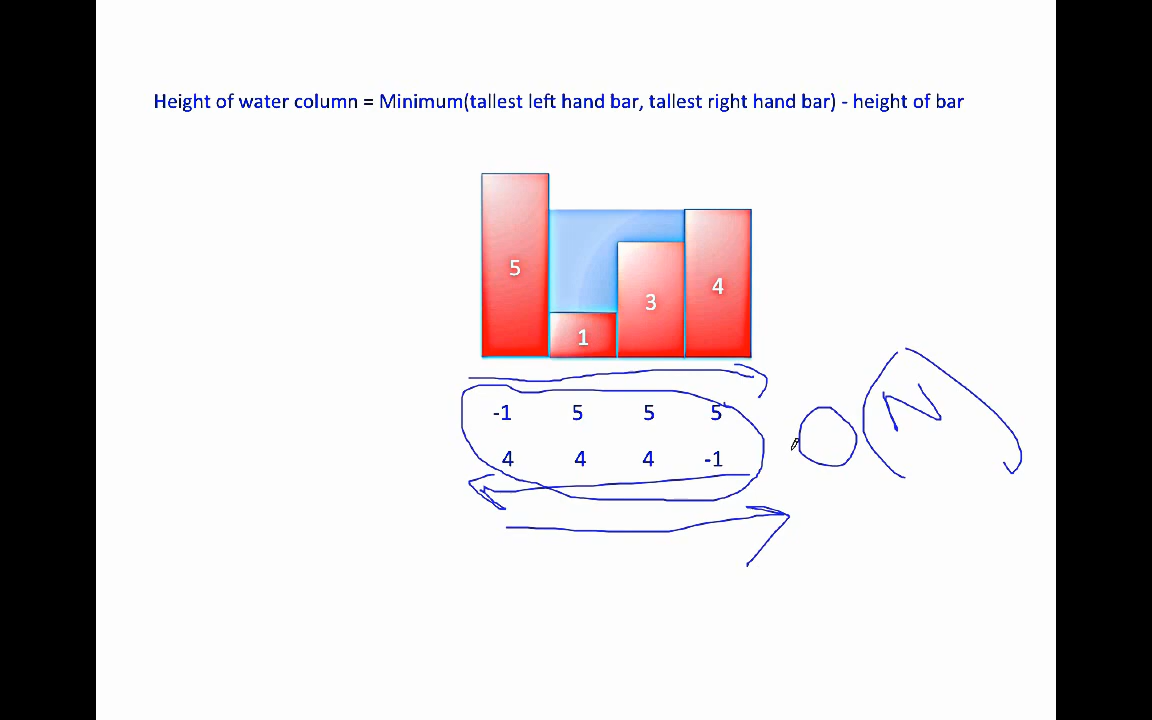 Height of water column = Minimum(tallest left hand bar, tallest right hand bar) - height of bar
5 1 3 4
-1 5 5 5
4 4 4 -1
O(N)